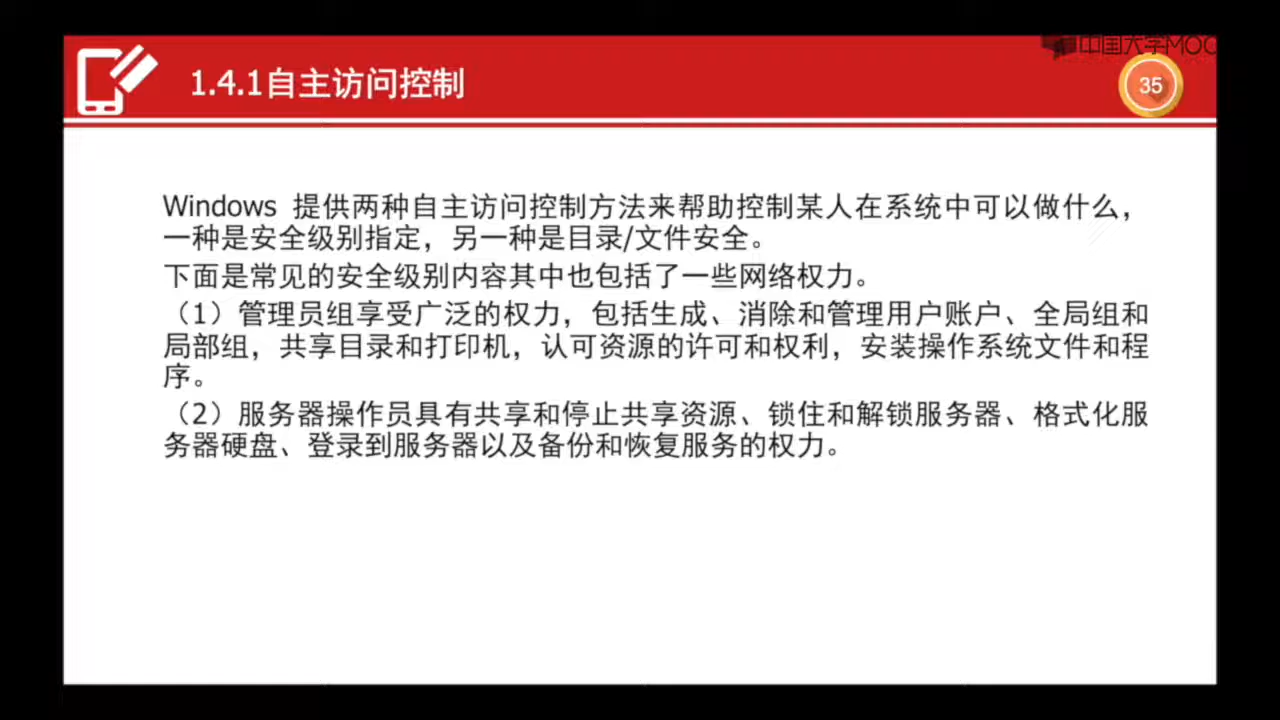 中国大学MOO
1.4.1自主访问控制
35
Windows 提供两种自主访问控制方法来帮助控制某人在系统中可以做什么，
一种是安全级别指定，另一种是目录/文件安全。
下面是常见的安全级别内容其中也包括了一些网络权力。
（1）管理员组享受广泛的权力，包括生成、消除和管理用户账户、全局组和
局部组，共享目录和打印机，认可资源的许可和权利，安装操作系统文件和程
序。
（2）服务器操作员具有共享和停止共享资源、锁住和解锁服务器、格式化服
务器硬盘、登录到服务器以及备份和恢复服务的权力。